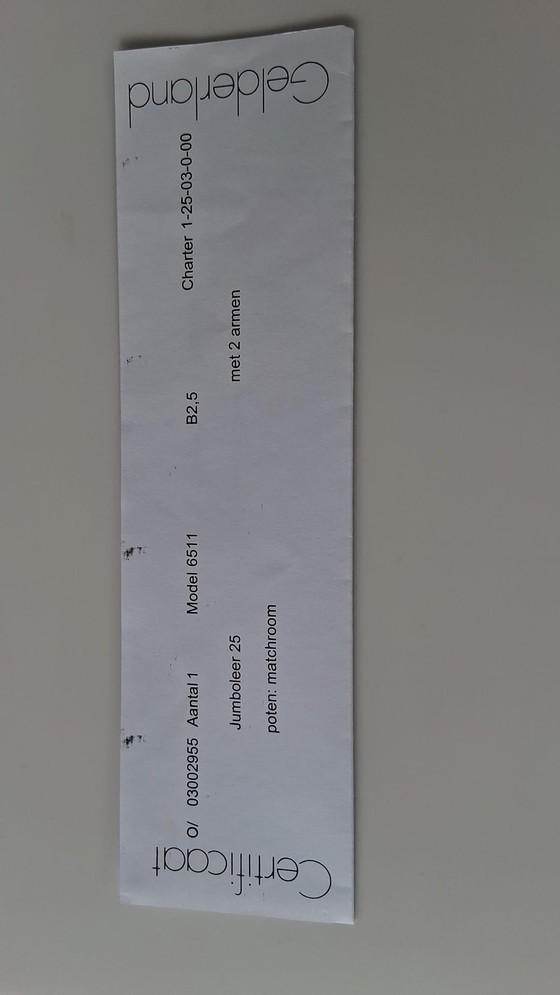 Certificaat
Gelderland
O/ 03002955 Aantal 1 Model 6511 B2,5 Charter 1-25-03-0-00
Jumboleer 25 met 2 armen
poten: matchroom